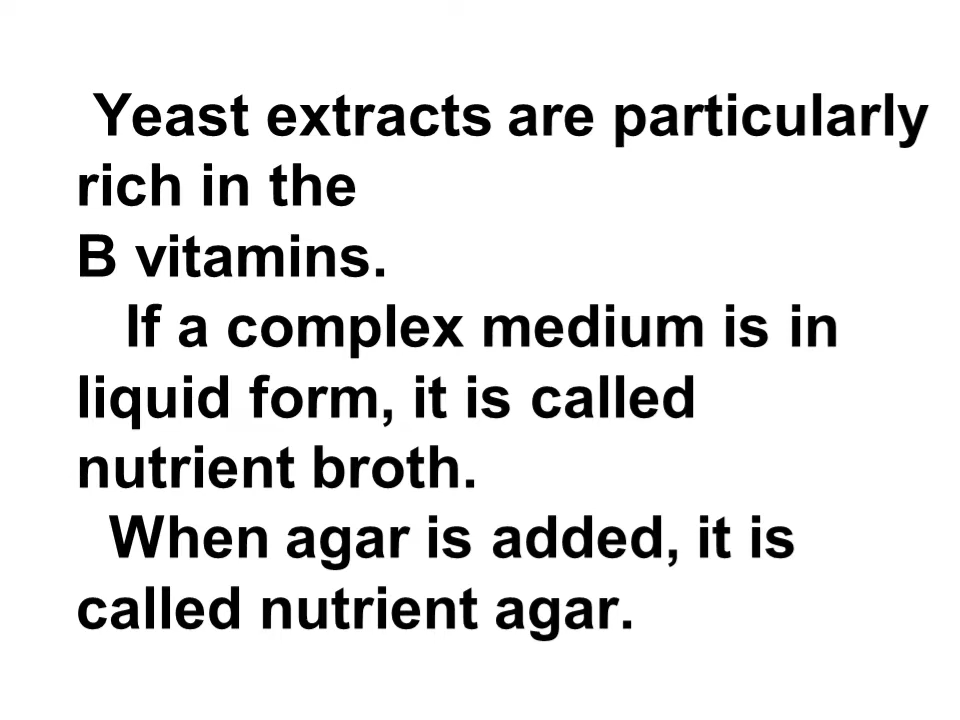 Yeast extracts are particularly
rich in the
B vitamins.
If a complex medium is in
liquid form, it is called
nutrient broth.
When agar is added, it is
called nutrient agar.